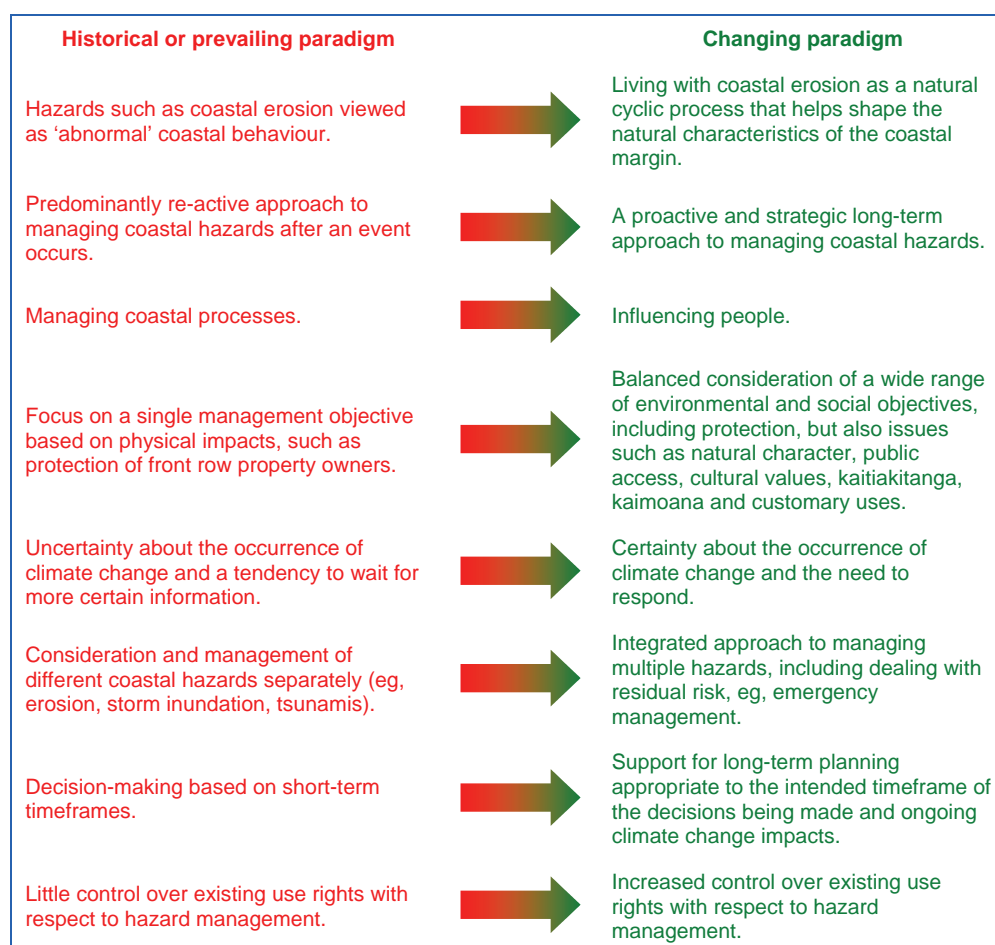 Historical or prevailing paradigm
Changing paradigm
Hazards such as coastal erosion viewed
as ‘abnormal’ coastal behaviour.
Living with coastal erosion as a natural
cyclic process that helps shape the
natural characteristics of the coastal
margin.
Predominantly re-active approach to
managing coastal hazards after an event
occurs.
A proactive and strategic long-term
approach to managing coastal hazards.
Managing coastal processes.
Influencing people.
Focus on a single management objective
based on physical impacts, such as
protection of front row property owners.
Balanced consideration of a wide range
of environmental and social objectives,
including protection, but also issues
such as natural character, public
access, cultural values, kaitiakitanga,
kaimoana and customary uses.
Uncertainty about the occurrence of
climate change and a tendency to wait for
more certain information.
Certainty about the occurrence of
climate change and the need to
respond.
Consideration and management of
different coastal hazards separately (eg,
erosion, storm inundation, tsunamis).
Integrated approach to managing
multiple hazards, including dealing with
residual risk, eg, emergency
management.
Decision-making based on short-term
timeframes.
Support for long-term planning
appropriate to the intended timeframe of
the decisions being made and ongoing
climate change impacts.
Little control over existing use rights with
respect to hazard management.
Increased control over existing use
rights with respect to hazard
management.